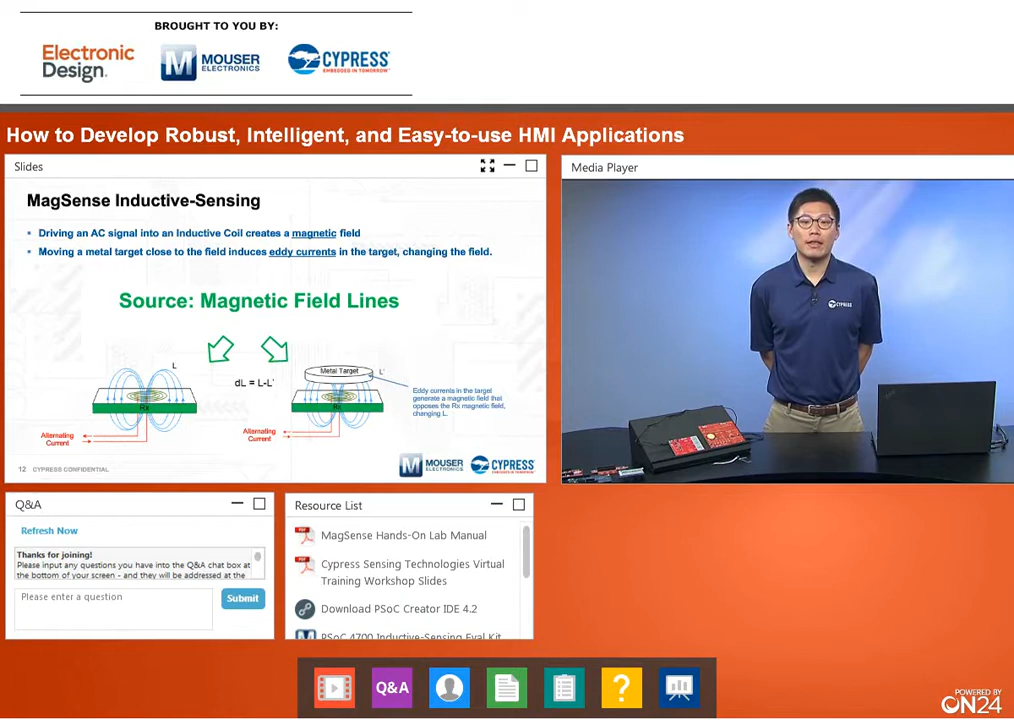 BROUGHT TO YOU BY:
Electronic
Design.
M MOUSER
ELECTRONICS
CYPRESS
EMBEDDED IN TOMORROW
How to Develop Robust, Intelligent, and Easy-to-use HMI Applications
Slides
MagSense Inductive-Sensing
Driving an AC signal into an Inductive Coil creates a magnetic field
Moving a metal target close to the field induces eddy currents in the target, changing the field.
Source: Magnetic Field Lines
L
Rx
Alternating
Current
dL = L-L'
Metal Target
L'
Rx
Alternating
Current
Eddy currents in the target
generate a magnetic field that
opposes the Rx magnetic field,
changing L.
12 CYPRESS CONFIDENTIAL
M MOUSER
ELECTRONICS
CYPRESS
Media Player
CYPRESS
Q&A
Refresh Now
Thanks for joining!
Please input any questions you have into the Q&A chat box at
the bottom of your screen - and they will be addressed at the
Please enter a question
Submit
Resource List
MagSense Hands-On Lab Manual
Cypress Sensing Technologies Virtual
Training Workshop Slides
Download PSoC Creator IDE 4.2
PSoC 4700 Inductive-Sensing Eval Kit
Q&A
?
POWERED BY
ON24